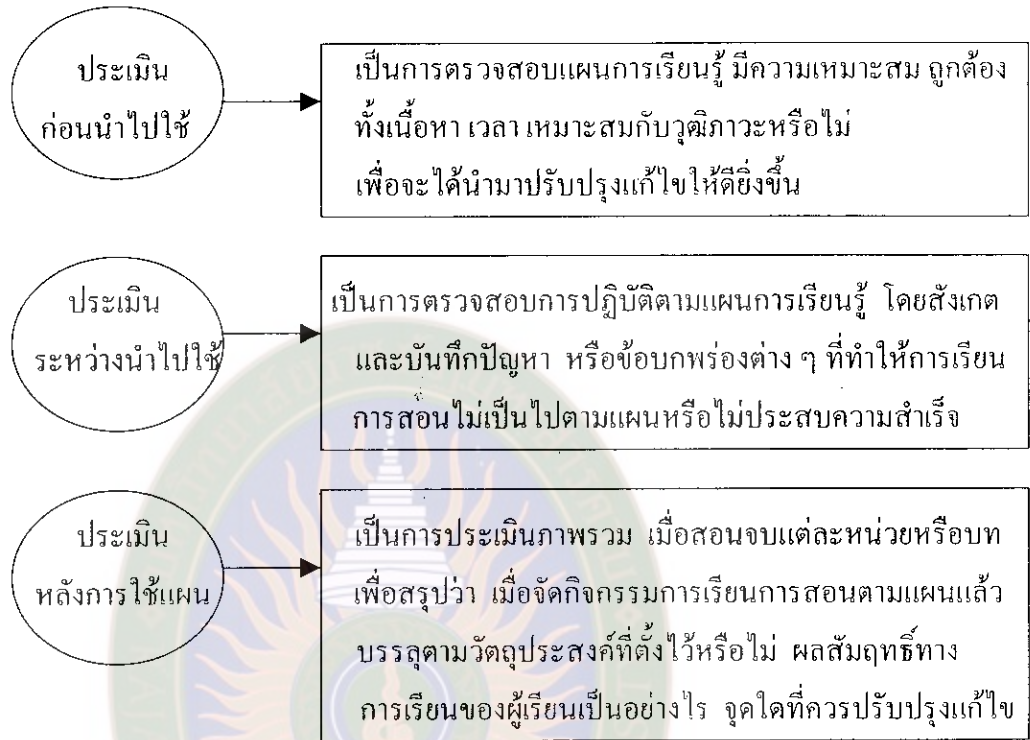 ประเมิน
ก่อนนำไปใช้
เป็นการตรวจสอบแผนการเรียนรู้ มีความเหมาะสม ถูกต้อง
ทั้งเนื้อหา เวลา เหมาะสมกับวุฒิภาวะหรือไม่
เพื่อจะได้นำมาปรับปรุงแก้ไขให้ดียิ่งขึ้น
ประเมิน
ระหว่างนำไปใช้
เป็นการตรวจสอบการปฏิบัติตามแผนการเรียนรู้ โดยสังเกต
และบันทึกปัญหา หรือข้อบกพร่องต่าง ๆ ที่ทำให้การเรียน
การสอนไม่เป็นไปตามแผนหรือไม่ประสบความสำเร็จ
ประเมิน
หลังการใช้แผน
เป็นการประเมินภาพรวม เมื่อสอนจบแต่ละหน่วยหรือบท
เพื่อสรุปว่า เมื่อจัดกิจกรรมการเรียนการสอนตามแผนแล้ว
บรรลุตามวัตถุประสงค์ที่ตั้งไว้หรือไม่ ผลสัมฤทธิ์ทาง
การเรียนของผู้เรียนเป็นอย่างไร จุดใดที่ควรปรับปรุงแก้ไข